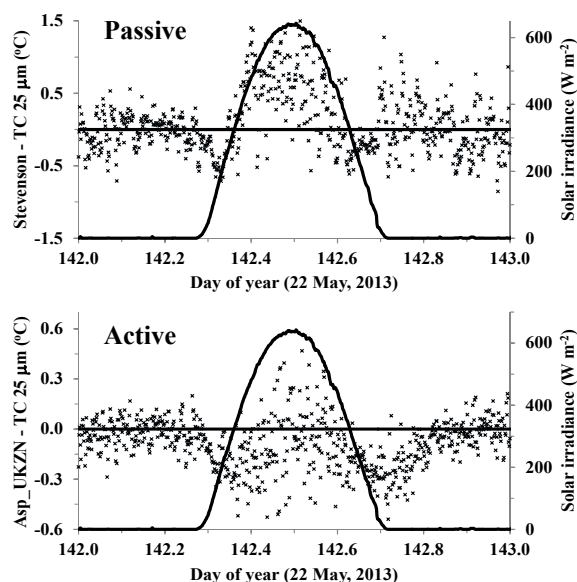 Passive
Stevenson - TC 25 µm (ºC)
1.5
0.5
-0.5
-1.5
600
400
200
0
Solar irradiance (W m⁻²)
142.0 142.2 142.4 142.6 142.8 143.0
Day of year (22 May, 2013)
Active
Asp_UKZN - TC 25 µm (ºC)
0.6
0.3
0.0
-0.3
-0.6
600
400
200
0
Solar irradiance (W m⁻²)
142.0 142.2 142.4 142.6 142.8 143.0
Day of year (22 May, 2013)